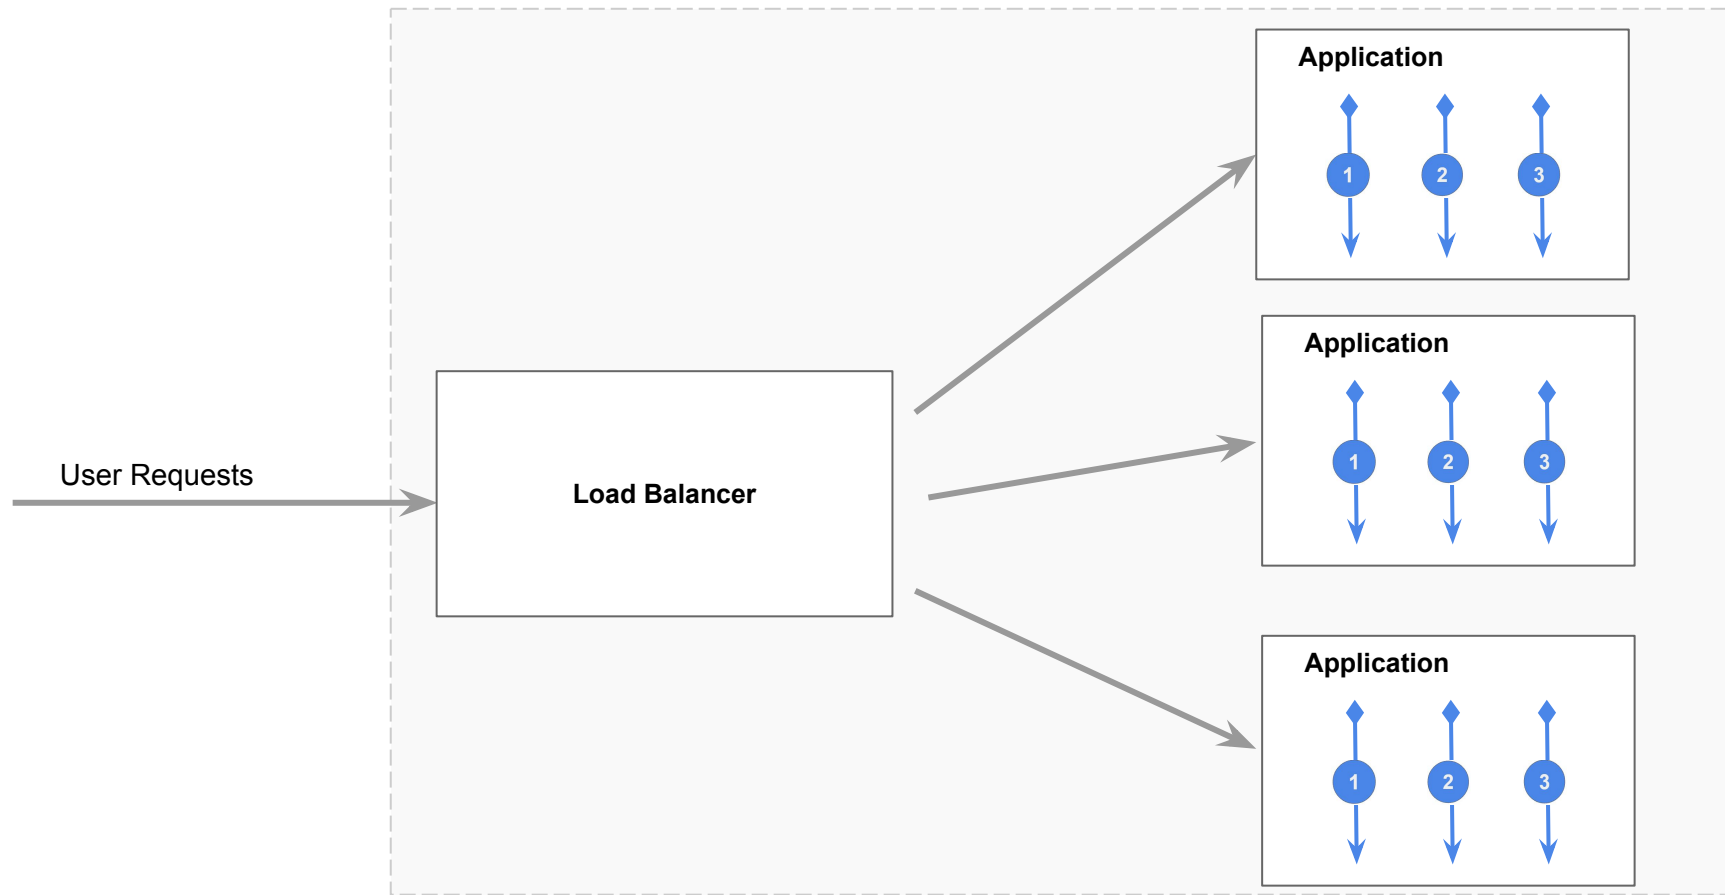 Application
1 2 3
Application
1 2 3
User Requests
Load Balancer
Application
1 2 3